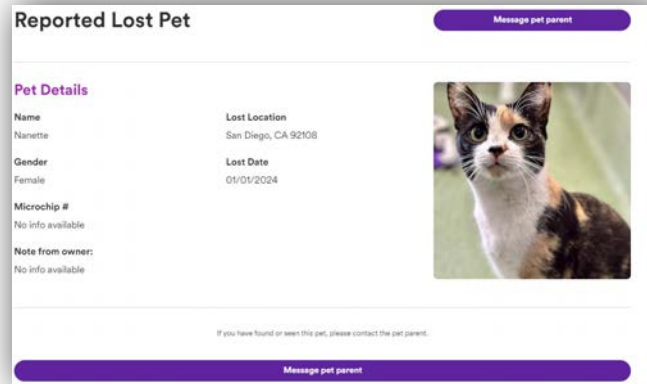 Reported Lost Pet
Message pet parent
Pet Details
Name
Nanette
Lost Location
San Diego, CA 92108
Gender
Female
Lost Date
01/01/2024
Microchip #
No info available
Note from owner:
No info available
If you have found or seen this pet, please contact the pet parent.
Message pet parent